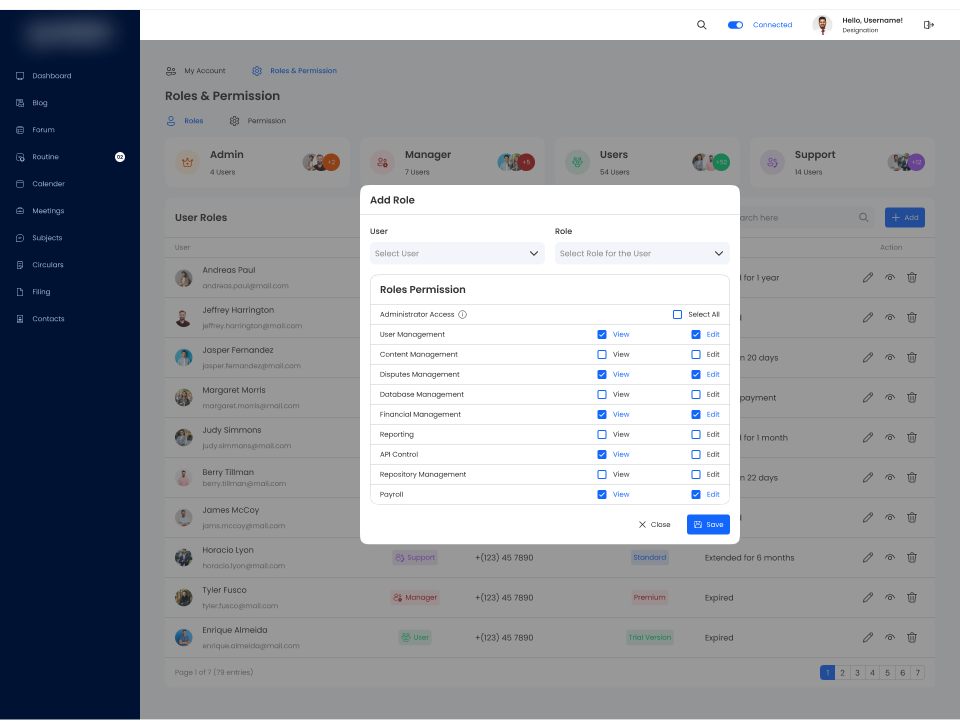 Connected
Hello, Username!
Designation
Dashboard
Blog
Forum
Routine
02
Calender
Meetings
Subjects
Circulars
Filing
Contacts
My Account
Roles & Permission
Roles & Permission
Roles
Permission
Admin
4 Users
+2
Manager
7 Users
+5
Users
54 Users
+52
Support
14 Users
+12
User Roles
arch here
+ Add
User
Action
Andreas Paul
andreas.paul@mail.com
d for 1 year
Jeffrey Harrington
jeffrey.harrington@mail.com
Jasper Fernandez
jasper.fernandez@mail.com
n 20 days
Margaret Morris
margaret.morris@mail.com
payment
Judy Simmons
judy.simmons@mail.com
d for 1 month
Berry Tillman
berry.tillman@mail.com
n 22 days
James McCoy
jams.mccoy@mail.com
Horacio Lyon
horacio.lyon@mail.com
Support
+(123) 45 7890
Standard
Extended for 6 months
Tyler Fusco
tyler.fusco@mail.com
Manager
+(123) 45 7890
Premium
Expired
Enrique Almeida
enrique.almeida@mail.com
User
+(123) 45 7890
Trial Version
Expired
Page 1 of 7 (79 entries)
1 2 3 4 5 6 7
Add Role
User
Role
Select User
Select Role for the User
Roles Permission
Administrator Access
Select All
User Management View Edit
Content Management View Edit
Disputes Management View Edit
Database Management View Edit
Financial Management View Edit
Reporting View Edit
API Control View Edit
Repository Management View Edit
Payroll View Edit
Close
Save